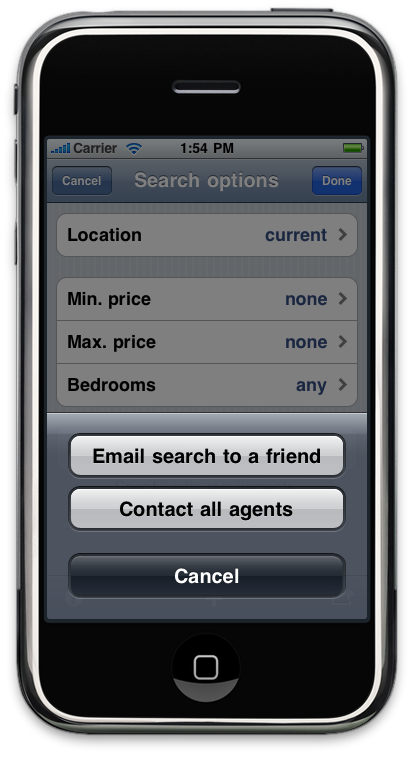 Carrier 1:54 PM
Cancel Search options Done
Location current
Min. price none
Max. price none
Bedrooms any
Email search to a friend
Contact all agents
Cancel